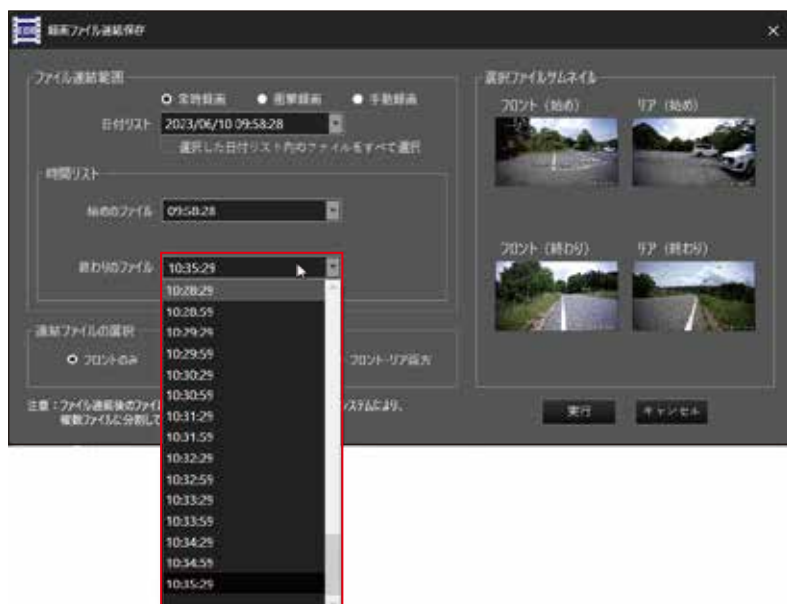 録画ファイル連結保存
ファイル連結範囲
常時録画 衝撃録画 手動録画
日付リスト 2023/06/10 09:58:28
選択した日付リスト内のファイルをすべて選択
時間リスト
始めのファイル 09:58:28
終わりのファイル 10:35:29
10:28:29
10:28:59
10:29:29
10:29:59
10:30:29
10:30:59
10:31:29
10:31:59
10:32:29
10:32:59
10:33:29
10:33:59
10:34:29
10:34:59
10:35:29
連結ファイルの選択
フロントのみ フロント・リア両方
注意：ファイル連結後のファイ ステムにより、
複数ファイルに分割して
選択ファイルサムネイル
フロント（始め） リア（始め）
フロント（終わり） リア（終わり）
実行 キャンセル